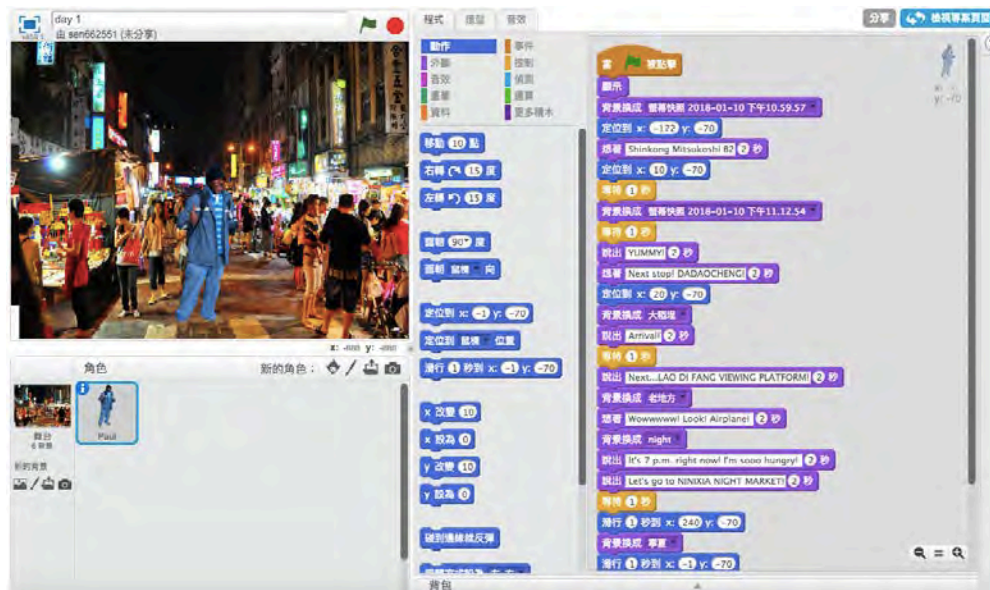 day 1
由 sen662551 (未分享)
程式 造型 音效
分享
檢視專案頁面
動作 事件
外觀 控制
音效 偵測
畫筆 運算
資料 更多積木
移動 10 點
右轉 15 度
左轉 15 度
面朝 90 度
面朝 鼠標 向
定位到 x: -1 y: -70
定位到 鼠標 位置
滑行 1 秒到 x: -1 y: -70
x 改變 10
x 設為 0
y 改變 10
y 設為 0
碰到邊緣就反彈
當 被點擊
顯示
背景換成 螢幕快照 2018-01-10 下午10.59.57
定位到 x: -122 y: -70
想著 Shinkong Mitsukoshi B2 2 秒
定位到 x: 10 y: -70
等待 1 秒
背景換成 螢幕快照 2018-01-10 下午11.12.54
等待 1 秒
說出 YUMMY! 2 秒
想著 Next stop! DADAOCHENG! 2 秒
定位到 x: 20 y: -70
背景換成 大稻埕
說出 Arrival! 2 秒
等待 1 秒
說出 Next...LAO DI FANG VIEWING PLATFORM! 2 秒
背景換成 老地方
想著 Wowwwww! Look! Airplane! 2 秒
背景換成 night
說出 It's 7 p.m. right now! I'm sooo hungry! 2 秒
說出 Let's go to NINIXIA NIGHT MARKET! 2 秒
等待 1 秒
滑行 1 秒到 x: 240 y: -70
背景換成 寧夏
滑行 1 秒到 x: -1 y: -70
y: -70
角色
新的角色：
舞台
6 背景
Paul
新的背景
背包